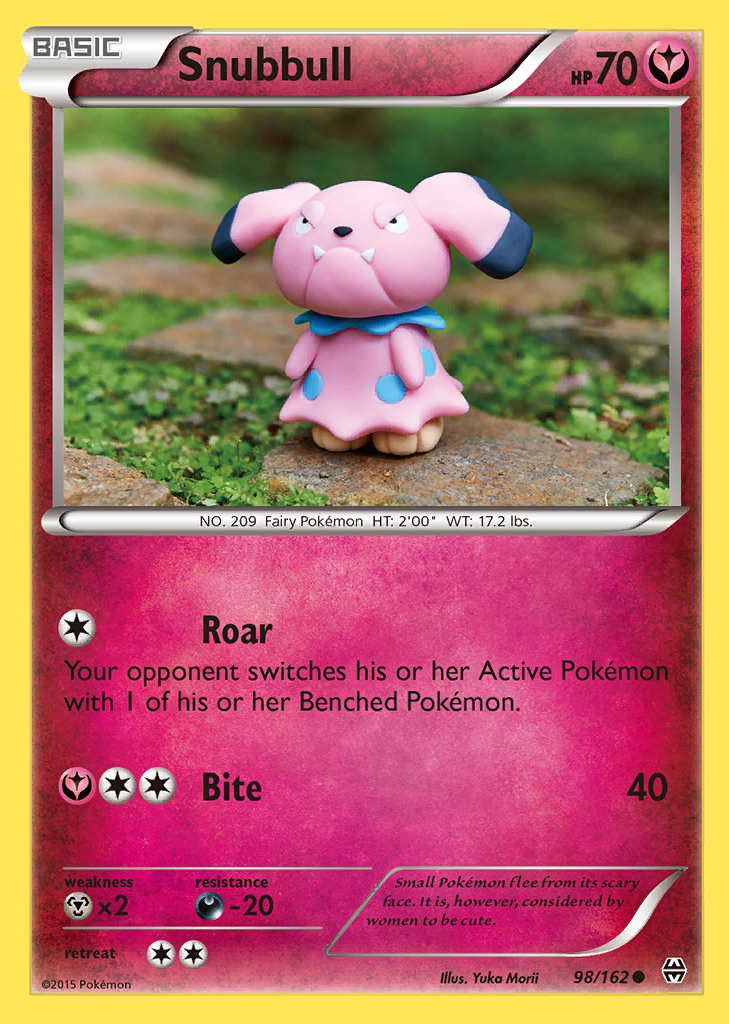 BASIC
Snubbull
HP 70
NO. 209 Fairy Pokémon HT: 2'00" WT: 17.2 lbs.
Roar
Your opponent switches his or her Active Pokémon
with 1 of his or her Benched Pokémon.
Bite 40
weakness
×2
resistance
-20
retreat
Small Pokémon flee from its scary
face. It is, however, considered by
women to be cute.
©2015 Pokémon
Illus. Yuka Morii
98/162